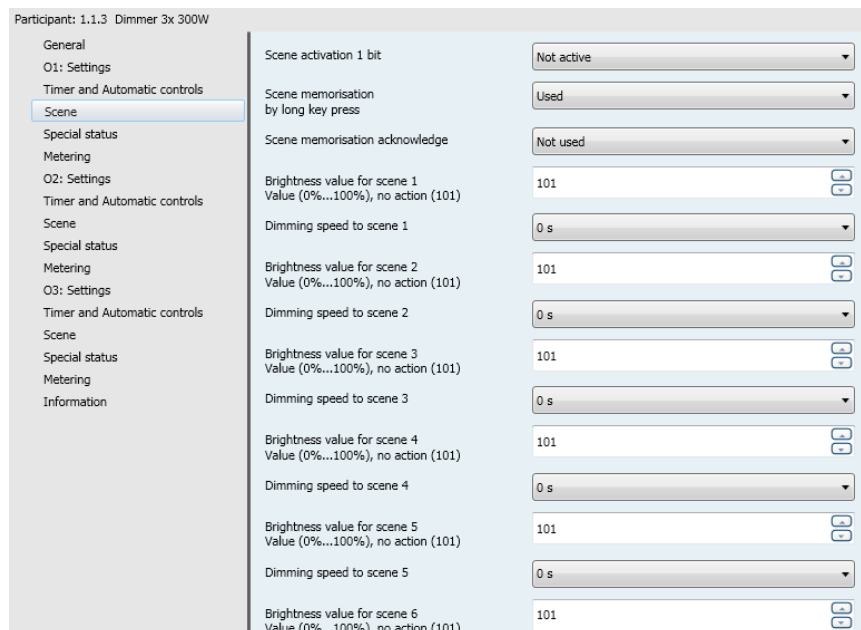 Participant: 1.1.3 Dimmer 3x 300W
General
O1: Settings
Timer and Automatic controls
Scene
Special status
Metering
O2: Settings
Timer and Automatic controls
Scene
Special status
Metering
O3: Settings
Timer and Automatic controls
Scene
Special status
Metering
Information
Scene activation 1 bit
Not active
Scene memorisation
by long key press
Used
Scene memorisation acknowledge
Not used
Brightness value for scene 1
Value (0%...100%), no action (101)
101
Dimming speed to scene 1
0 s
Brightness value for scene 2
Value (0%...100%), no action (101)
101
Dimming speed to scene 2
0 s
Brightness value for scene 3
Value (0%...100%), no action (101)
101
Dimming speed to scene 3
0 s
Brightness value for scene 4
Value (0%...100%), no action (101)
101
Dimming speed to scene 4
0 s
Brightness value for scene 5
Value (0%...100%), no action (101)
101
Dimming speed to scene 5
0 s
Brightness value for scene 6
Value (0%...100%), no action (101)
101